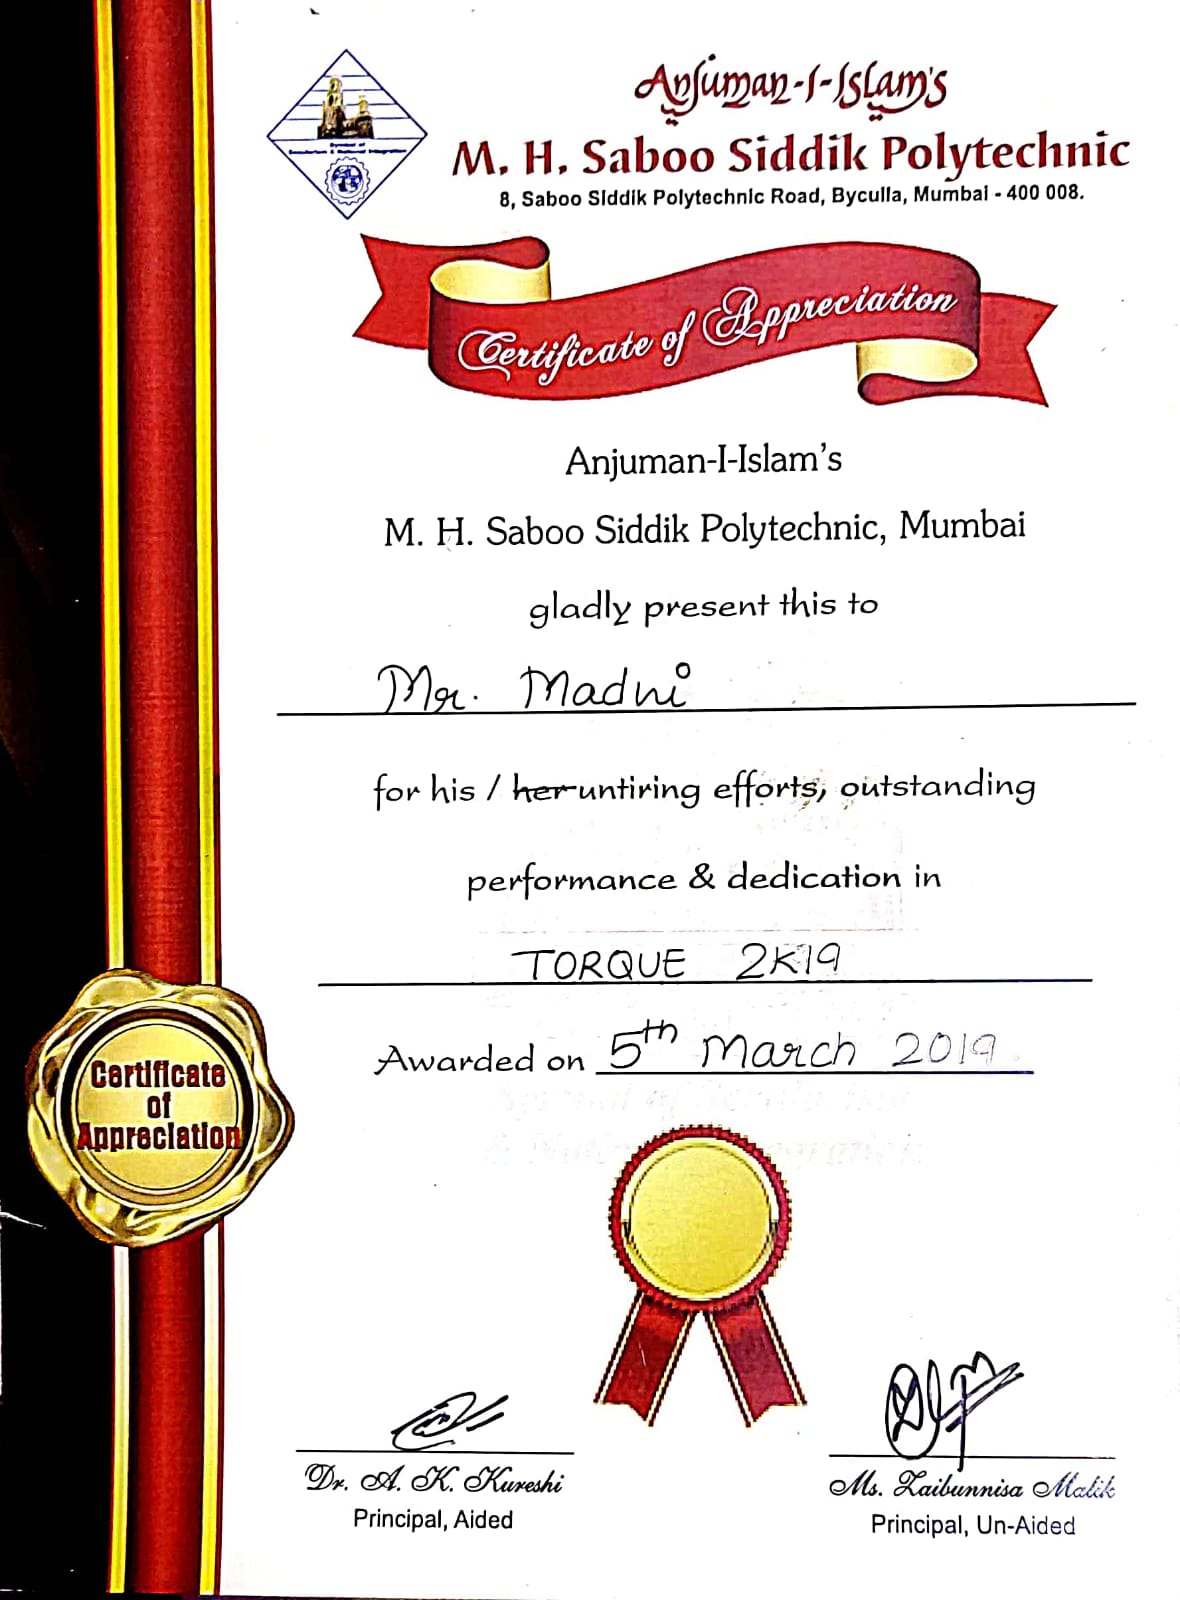 Anjuman-I-Islam's
M. H. Saboo Siddik Polytechnic
8, Saboo Siddik Polytechnic Road, Byculla, Mumbai - 400 008.
Certificate of Appreciation
Anjuman-I-Islam's
M. H. Saboo Siddik Polytechnic, Mumbai
gladly present this to
Mr. Madni
for his / her untiring efforts, outstanding
performance & dedication in
TORQUE 2K19
Awarded on 5th March 2019
Certificate
of
Appreciation
Dr. A. K. Kureshi
Principal, Aided
Ms. Zaibunnisa Malik
Principal, Un-Aided